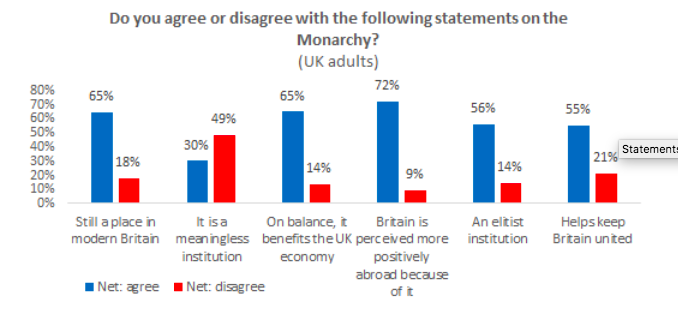 Do you agree or disagree with the following statements on the
Monarchy?
(UK adults)
80%
70%
60%
50%
40%
30%
20%
10%
0%
65%
18%
30%
49%
65%
14%
72%
9%
56%
14%
55%
21%
Statements
Still a place in
modern Britain
It is a
meaningless
institution
On balance, it
benefits the UK
economy
Britain is
perceived more
positively
abroad because
of it
An elitist
institution
Helps keep
Britain united
Net: agree
Net: disagree